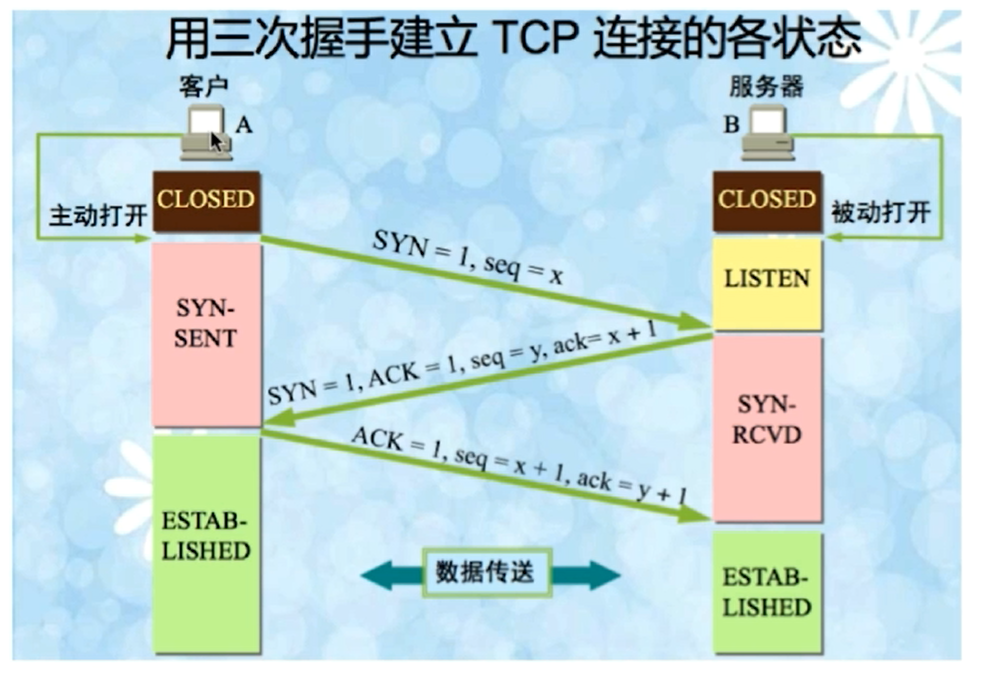 用三次握手建立 TCP 连接的各状态
客户
服务器
A
B
CLOSED
CLOSED
主动打开
被动打开
SYN = 1, seq = x
LISTEN
SYN-
SENT
SYN = 1, ACK = 1, seq = y, ack= x + 1
SYN-
RCVD
ACK = 1, seq = x + 1, ack = y + 1
ESTAB-
LISHED
数据传送
ESTAB-
LISHED